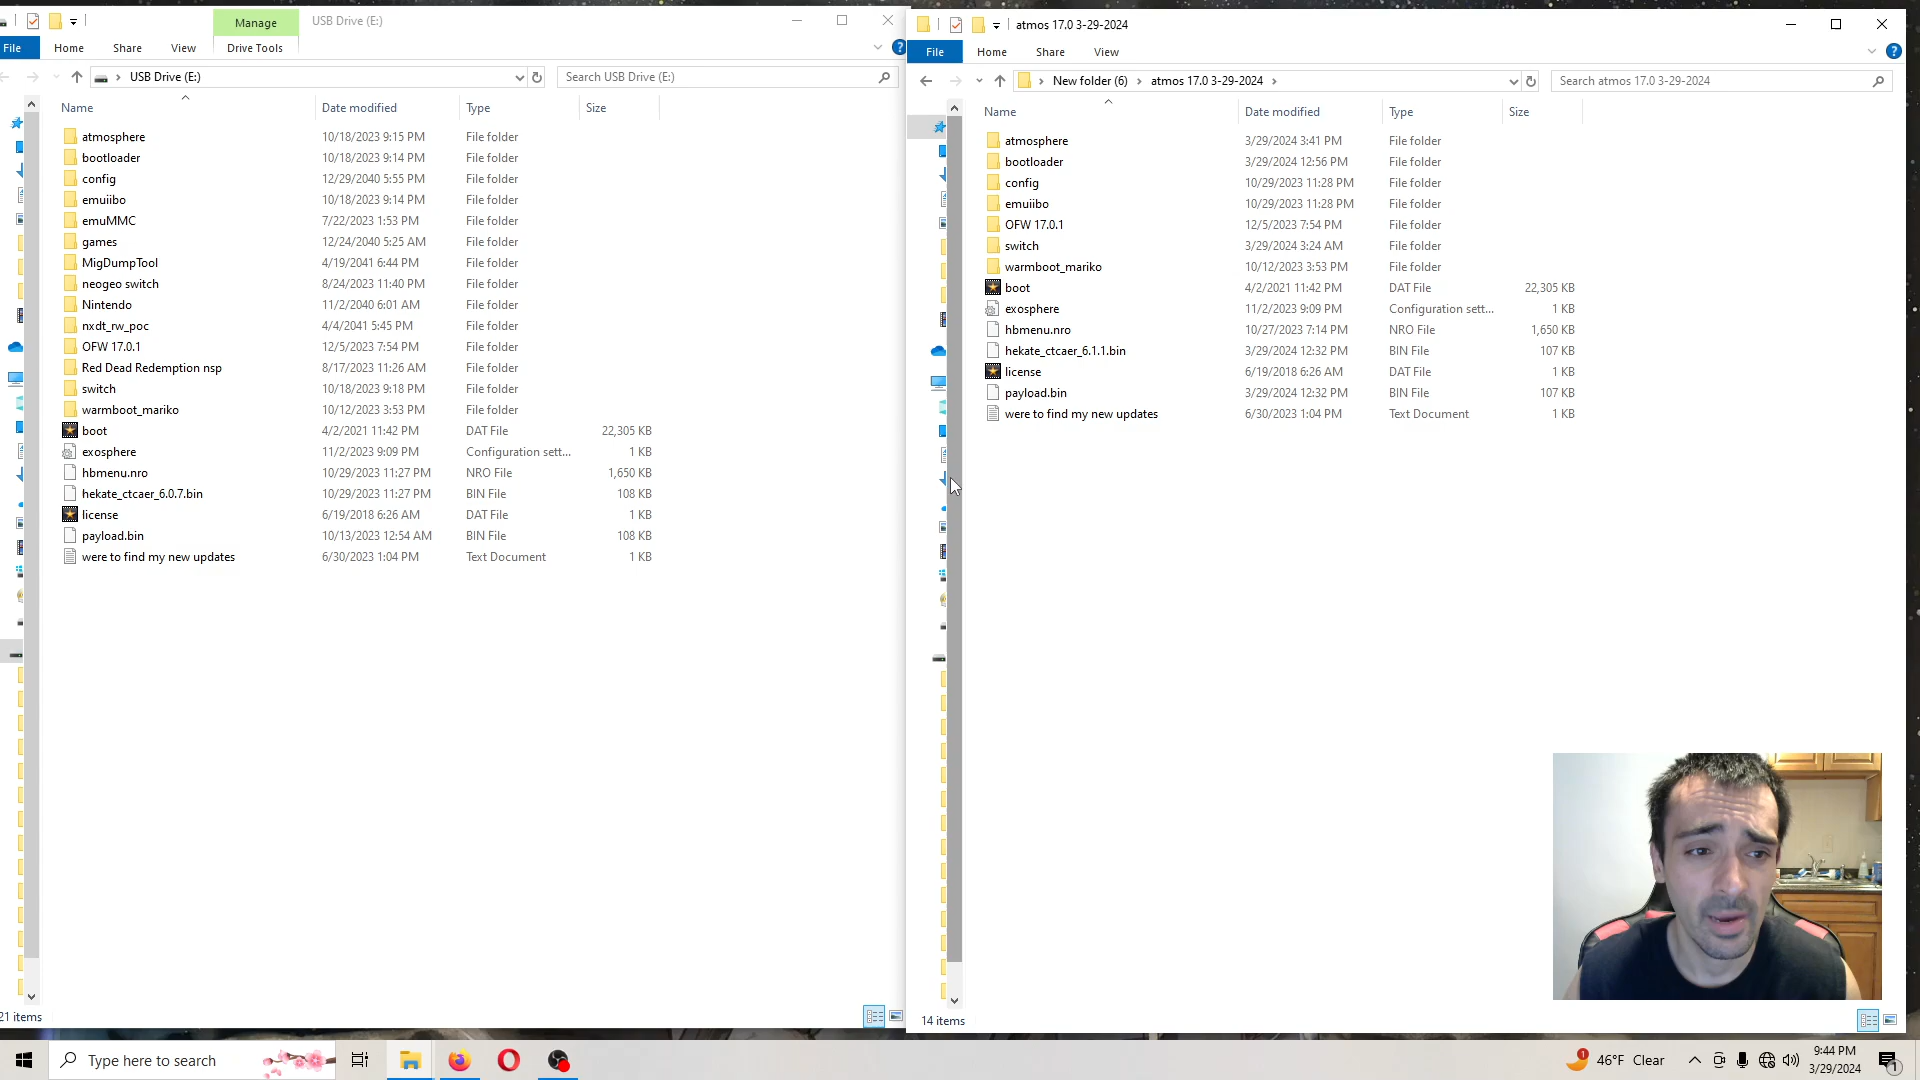 Manage
USB Drive (E:)
File Home Share View Drive Tools
USB Drive (E:)
Search USB Drive (E:)
Name Date modified Type Size
atmosphere 10/18/2023 9:15 PM File folder
bootloader 10/18/2023 9:14 PM File folder
config 12/29/2040 5:55 PM File folder
emuiibo 10/18/2023 9:14 PM File folder
emuMMC 7/22/2023 1:53 PM File folder
games 12/24/2040 5:25 AM File folder
MigDumpTool 4/19/2041 6:44 PM File folder
neogeo switch 8/24/2023 11:40 PM File folder
Nintendo 11/2/2040 6:01 AM File folder
nxdt_rw_poc 4/4/2041 5:45 PM File folder
OFW 17.0.1 12/5/2023 7:54 PM File folder
Red Dead Redemption nsp 8/17/2023 11:26 AM File folder
switch 10/18/2023 9:18 PM File folder
warmboot_mariko 10/12/2023 3:53 PM File folder
boot 4/2/2021 11:42 PM DAT File 22,305 KB
exosphere 11/2/2023 9:09 PM Configuration sett... 1 KB
hbmenu.nro 10/29/2023 11:27 PM NRO File 1,650 KB
hekate_ctcaer_6.0.7.bin 10/29/2023 11:27 PM BIN File 108 KB
license 6/19/2018 6:26 AM DAT File 1 KB
payload.bin 10/13/2023 12:54 AM BIN File 108 KB
were to find my new updates 6/30/2023 1:04 PM Text Document 1 KB
21 items
atmos 17.0 3-29-2024
File Home Share View
New folder (6) atmos 17.0 3-29-2024
Search atmos 17.0 3-29-2024
Name Date modified Type Size
atmosphere 3/29/2024 3:41 PM File folder
bootloader 3/29/2024 12:56 PM File folder
config 10/29/2023 11:28 PM File folder
emuiibo 10/29/2023 11:28 PM File folder
OFW 17.0.1 12/5/2023 7:54 PM File folder
switch 3/29/2024 3:24 AM File folder
warmboot_mariko 10/12/2023 3:53 PM File folder
boot 4/2/2021 11:42 PM DAT File 22,305 KB
exosphere 11/2/2023 9:09 PM Configuration sett... 1 KB
hbmenu.nro 10/27/2023 7:14 PM NRO File 1,650 KB
hekate_ctcaer_6.1.1.bin 3/29/2024 12:32 PM BIN File 107 KB
license 6/19/2018 6:26 AM DAT File 1 KB
payload.bin 3/29/2024 12:32 PM BIN File 107 KB
were to find my new updates 6/30/2023 1:04 PM Text Document 1 KB
14 items
Type here to search
1
46°F Clear
9:44 PM
3/29/2024
1